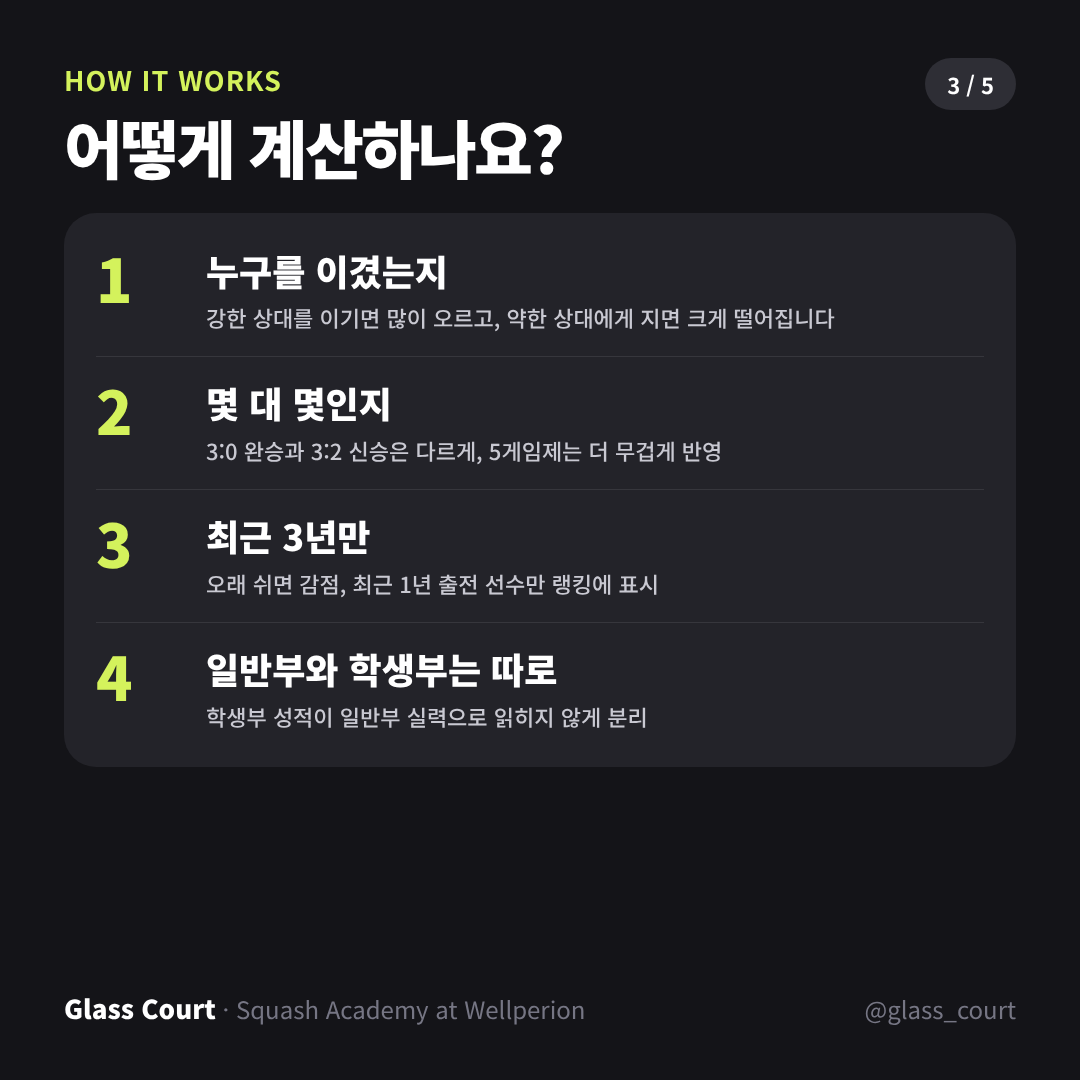 HOW IT WORKS
3 / 5
어떻게 계산하나요?
1
누구를 이겼는지
강한 상대를 이기면 많이 오르고, 약한 상대에게 지면 크게 떨어집니다
2
몇 대 몇인지
3:0 완승과 3:2 신승은 다르게, 5게임제는 더 무겁게 반영
3
최근 3년만
오래 쉬면 감점, 최근 1년 출전 선수만 랭킹에 표시
4
일반부와 학생부는 따로
학생부 성적이 일반부 실력으로 읽히지 않게 분리
Glass Court · Squash Academy at Wellperion
@glass_court